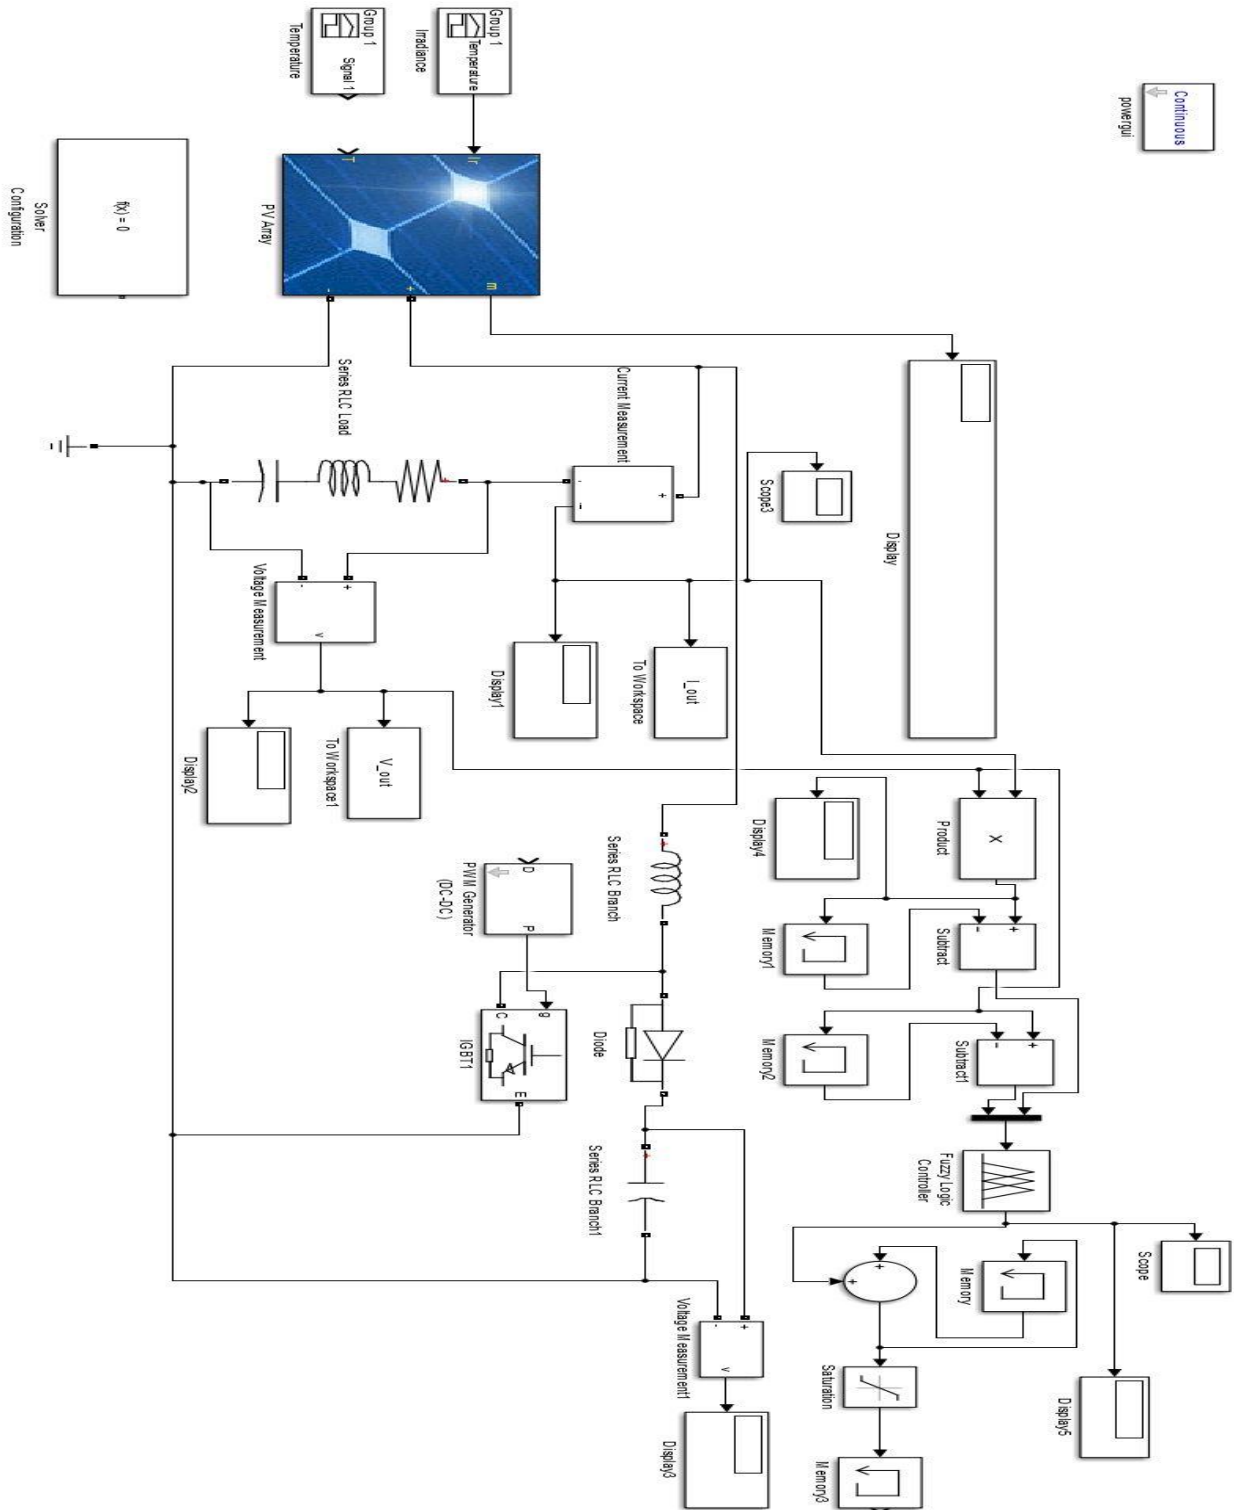 Continuous
powergui
Group 1
Temperature
Irradiance
Group 1
Signal 1
Temperature
Ir
T
m
+
-
PV Array
f(x) = 0
Solver
Configuration
Display
Scope3
Current Measurement
+
-
i
Series RLC Load
+
Voltage Measurement
+
-
v
I_out
To Workspace
Display1
V_out
To Workspace1
Display2
X
Product
Display4
+
-
Subtract
Memory1
+
-
Subtract1
Memory2
Fuzzy Logic
Controller
Scope
Memory
+
+
Display5
Saturation
Memory3
+
Series RLC Branch
D
P
PWM Generator
(DC-DC)
g
C
E
IGBT1
Diode
+
Series RLC Branch1
+
-
v
Voltage Measurement1
Display3